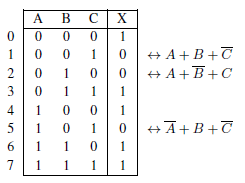 A B C X
0 0 0 0 1
1 0 0 1 0 ↔ A + B + C̅
2 0 1 0 0 ↔ A + B̅ + C
3 0 1 1 1
4 1 0 0 1
5 1 0 1 0 ↔ A̅ + B + C̅
6 1 1 0 1
7 1 1 1 1